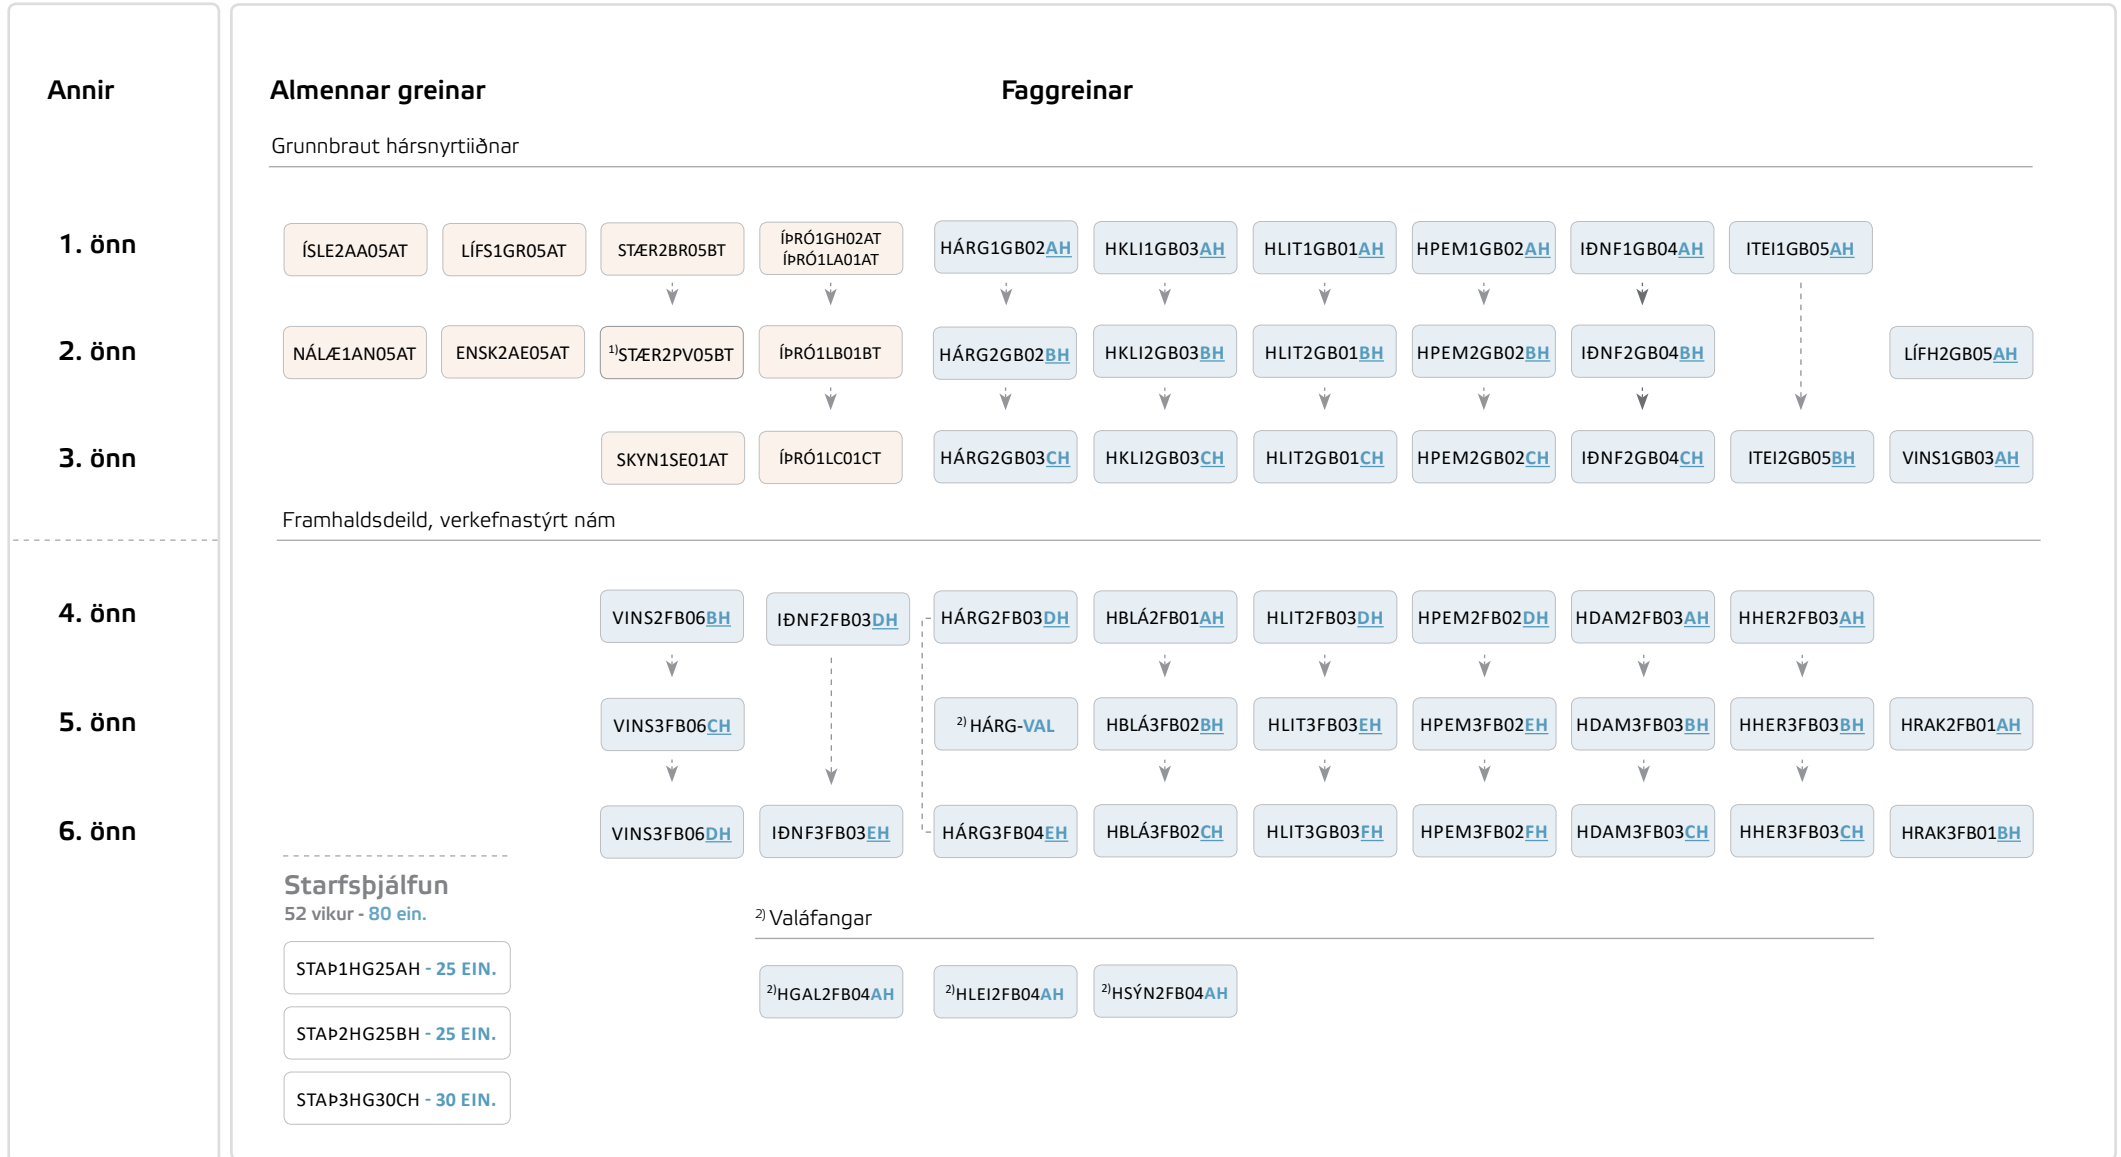 Annir
Almennar greinar
Faggreinar
Grunnbraut hársnyrtiiðnar
1. önn
ÍSLE2AA05AT
LÍFS1GR05AT
STÆR2BR05BT
ÍÞRÓ1GH02AT
ÍÞRÓ1LA01AT
HÁRG1GB02AH
HKLI1GB03AH
HLIT1GB01AH
HPEM1GB02AH
IÐNF1GB04AH
ITEI1GB05AH
2. önn
NÁLÆ1AN05AT
ENSK2AE05AT
1)STÆR2PV05BT
ÍÞRÓ1LB01BT
HÁRG2GB02BH
HKLI2GB03BH
HLIT2GB01BH
HPEM2GB02BH
IÐNF2GB04BH
LÍFH2GB05AH
3. önn
SKYN1SE01AT
ÍÞRÓ1LC01CT
HÁRG2GB03CH
HKLI2GB03CH
HLIT2GB01CH
HPEM2GB02CH
IÐNF2GB04CH
ITEI2GB05BH
VINS1GB03AH
Framhaldsdeild, verkefnastýrt nám
4. önn
VINS2FB06BH
IÐNF2FB03DH
HÁRG2FB03DH
HBLÁ2FB01AH
HLIT2FB03DH
HPEM2FB02DH
HDAM2FB03AH
HHER2FB03AH
5. önn
VINS3FB06CH
2) HÁRG-VAL
HBLÁ3FB02BH
HLIT3FB03EH
HPEM3FB02EH
HDAM3FB03BH
HHER3FB03BH
HRAK2FB01AH
6. önn
VINS3FB06DH
IÐNF3FB03EH
HÁRG3FB04EH
HBLÁ3FB02CH
HLIT3GB03FH
HPEM3FB02FH
HDAM3FB03CH
HHER3FB03CH
HRAK3FB01BH
Starfsþjálfun
52 vikur - 80 ein.
STAÞ1HG25AH - 25 EIN.
STAÞ2HG25BH - 25 EIN.
STAÞ3HG30CH - 30 EIN.
2) Valáfangar
2)HGAL2FB04AH
2)HLEI2FB04AH
2)HSÝN2FB04AH